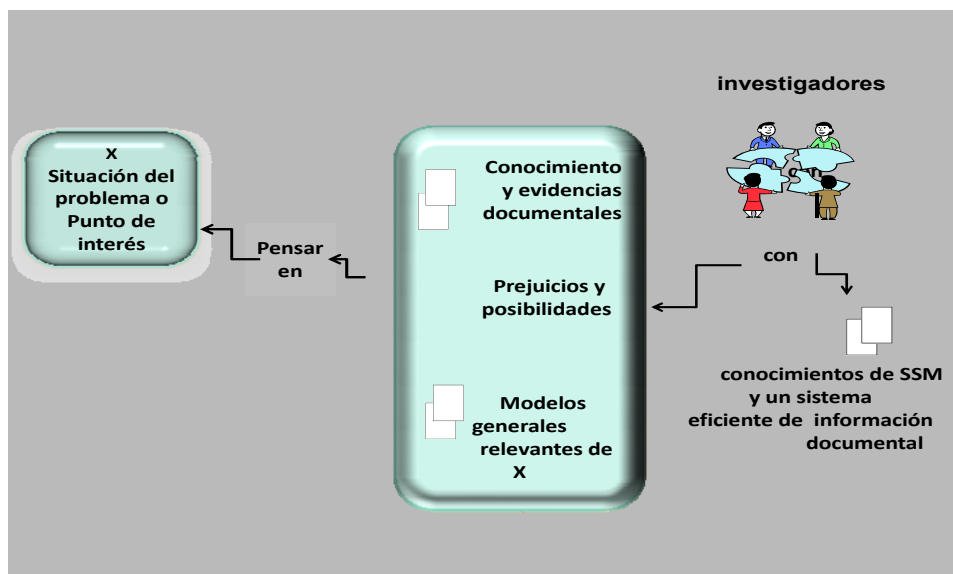 investigadores
X
Situación del
problema o
Punto de
interés
Pensar
en
Conocimiento
y evidencias
documentales
Prejuicios y
posibilidades
Modelos
generales
relevantes de
X
con
conocimientos de SSM
y un sistema
eficiente de información
documental